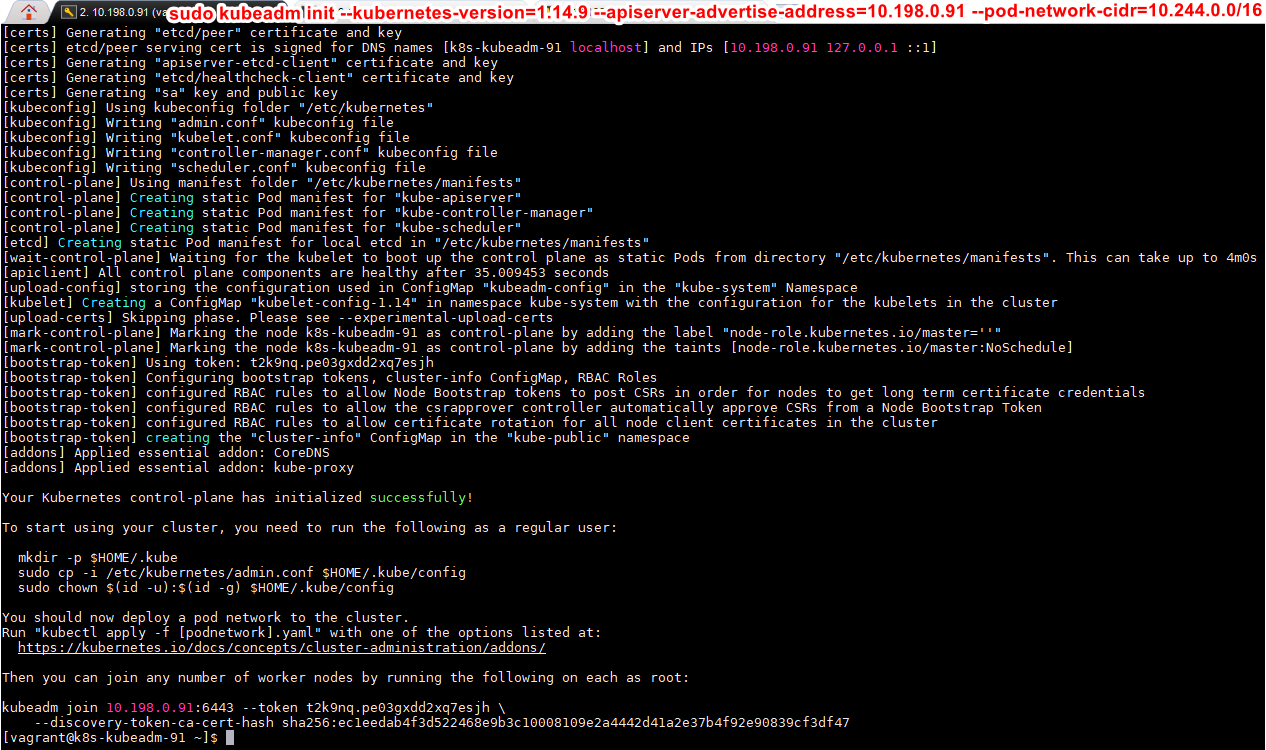 2. 10.198.0.91 (va
sudo kubeadm init --kubernetes-version=1.14.9 --apiserver-advertise-address=10.198.0.91 --pod-network-cidr=10.244.0.0/16
[certs] Generating "etcd/peer" certificate and key
[certs] etcd/peer serving cert is signed for DNS names [k8s-kubeadm-91 localhost] and IPs [10.198.0.91 127.0.0.1 ::1]
[certs] Generating "apiserver-etcd-client" certificate and key
[certs] Generating "etcd/healthcheck-client" certificate and key
[certs] Generating "sa" key and public key
[kubeconfig] Using kubeconfig folder "/etc/kubernetes"
[kubeconfig] Writing "admin.conf" kubeconfig file
[kubeconfig] Writing "kubelet.conf" kubeconfig file
[kubeconfig] Writing "controller-manager.conf" kubeconfig file
[kubeconfig] Writing "scheduler.conf" kubeconfig file
[control-plane] Using manifest folder "/etc/kubernetes/manifests"
[control-plane] Creating static Pod manifest for "kube-apiserver"
[control-plane] Creating static Pod manifest for "kube-controller-manager"
[control-plane] Creating static Pod manifest for "kube-scheduler"
[etcd] Creating static Pod manifest for local etcd in "/etc/kubernetes/manifests"
[wait-control-plane] Waiting for the kubelet to boot up the control plane as static Pods from directory "/etc/kubernetes/manifests". This can take up to 4m0s
[apiclient] All control plane components are healthy after 35.009453 seconds
[upload-config] storing the configuration used in ConfigMap "kubeadm-config" in the "kube-system" Namespace
[kubelet] Creating a ConfigMap "kubelet-config-1.14" in namespace kube-system with the configuration for the kubelets in the cluster
[upload-certs] Skipping phase. Please see --experimental-upload-certs
[mark-control-plane] Marking the node k8s-kubeadm-91 as control-plane by adding the label "node-role.kubernetes.io/master=''"
[mark-control-plane] Marking the node k8s-kubeadm-91 as control-plane by adding the taints [node-role.kubernetes.io/master:NoSchedule]
[bootstrap-token] Using token: t2k9nq.pe03gxdd2xq7esjh
[bootstrap-token] Configuring bootstrap tokens, cluster-info ConfigMap, RBAC Roles
[bootstrap-token] configured RBAC rules to allow Node Bootstrap tokens to post CSRs in order for nodes to get long term certificate credentials
[bootstrap-token] configured RBAC rules to allow the csrapprover controller automatically approve CSRs from a Node Bootstrap Token
[bootstrap-token] configured RBAC rules to allow certificate rotation for all node client certificates in the cluster
[bootstrap-token] creating the "cluster-info" ConfigMap in the "kube-public" namespace
[addons] Applied essential addon: CoreDNS
[addons] Applied essential addon: kube-proxy
Your Kubernetes control-plane has initialized successfully!
To start using your cluster, you need to run the following as a regular user:
mkdir -p $HOME/.kube
sudo cp -i /etc/kubernetes/admin.conf $HOME/.kube/config
sudo chown $(id -u):$(id -g) $HOME/.kube/config
You should now deploy a pod network to the cluster.
Run "kubectl apply -f [podnetwork].yaml" with one of the options listed at:
https://kubernetes.io/docs/concepts/cluster-administration/addons/
Then you can join any number of worker nodes by running the following on each as root:
kubeadm join 10.198.0.91:6443 --token t2k9nq.pe03gxdd2xq7esjh \
--discovery-token-ca-cert-hash sha256:ec1eedab4f3d522468e9b3c10008109e2a4442d41a2e37b4f92e90839cf3df47
[vagrant@k8s-kubeadm-91 ~]$